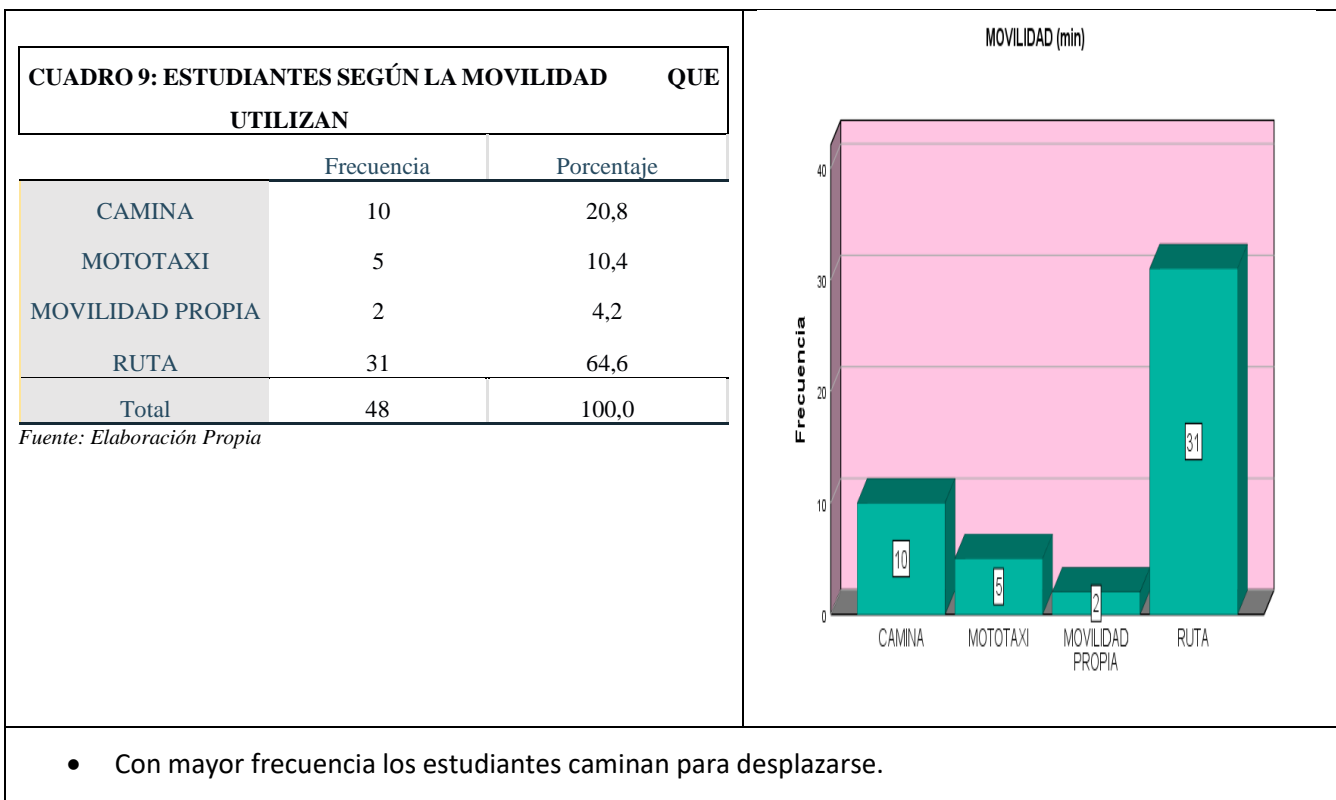 CUADRO 9: ESTUDIANTES SEGÚN LA MOVILIDAD QUE
UTILIZAN
Frecuencia Porcentaje
CAMINA 10 20,8
MOTOTAXI 5 10,4
MOVILIDAD PROPIA 2 4,2
RUTA 31 64,6
Total 48 100,0
Fuente: Elaboración Propia
MOVILIDAD (min)
Frecuencia
40
30
20
10
0
10
5
2
31
CAMINA MOTOTAXI MOVILIDAD RUTA
PROPIA
• Con mayor frecuencia los estudiantes caminan para desplazarse.